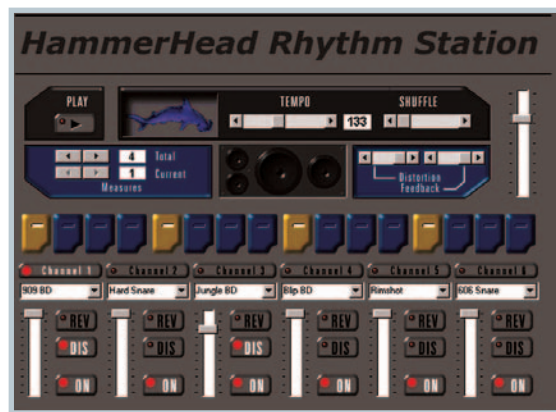 HammerHead Rhythm Station
PLAY TEMPO SHUFFLE
133
4 Total
1 Current
Measures
Distortion
Feedback
Channel 1 Channel 2 Channel 3 Channel 4 Channel 5 Channel 6
909 BD Hard Snare Jungle BD Blip BD Rimshot 606 Snare
REV REV REV REV REV REV
DIS DIS DIS DIS DIS DIS
ON ON ON ON ON ON